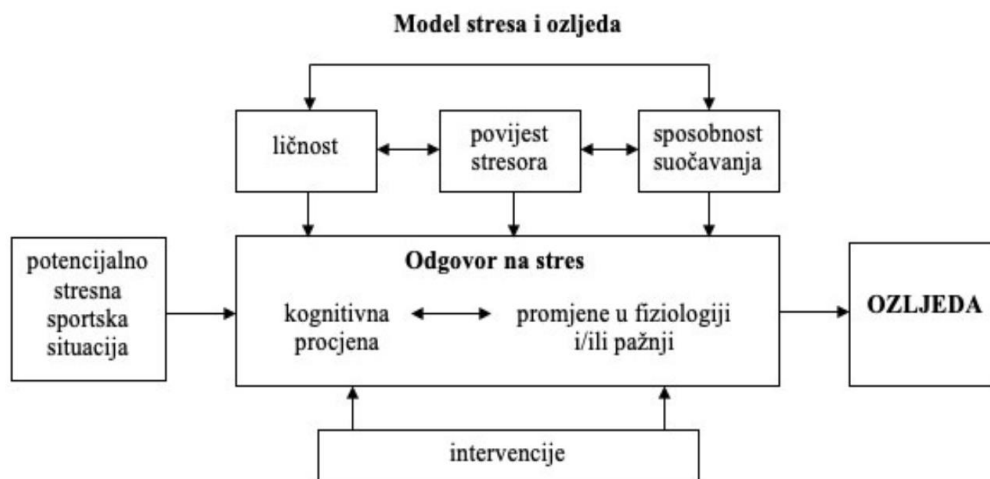 Model stresa i ozljeda
ličnost
povijest
stresora
sposobnost
suočavanja
potencijalno
stresna
sportska
situacija
Odgovor na stres
kognitivna
procjena
promjene u fiziologiji
i/ili pažnji
OZLJEDA
intervencije